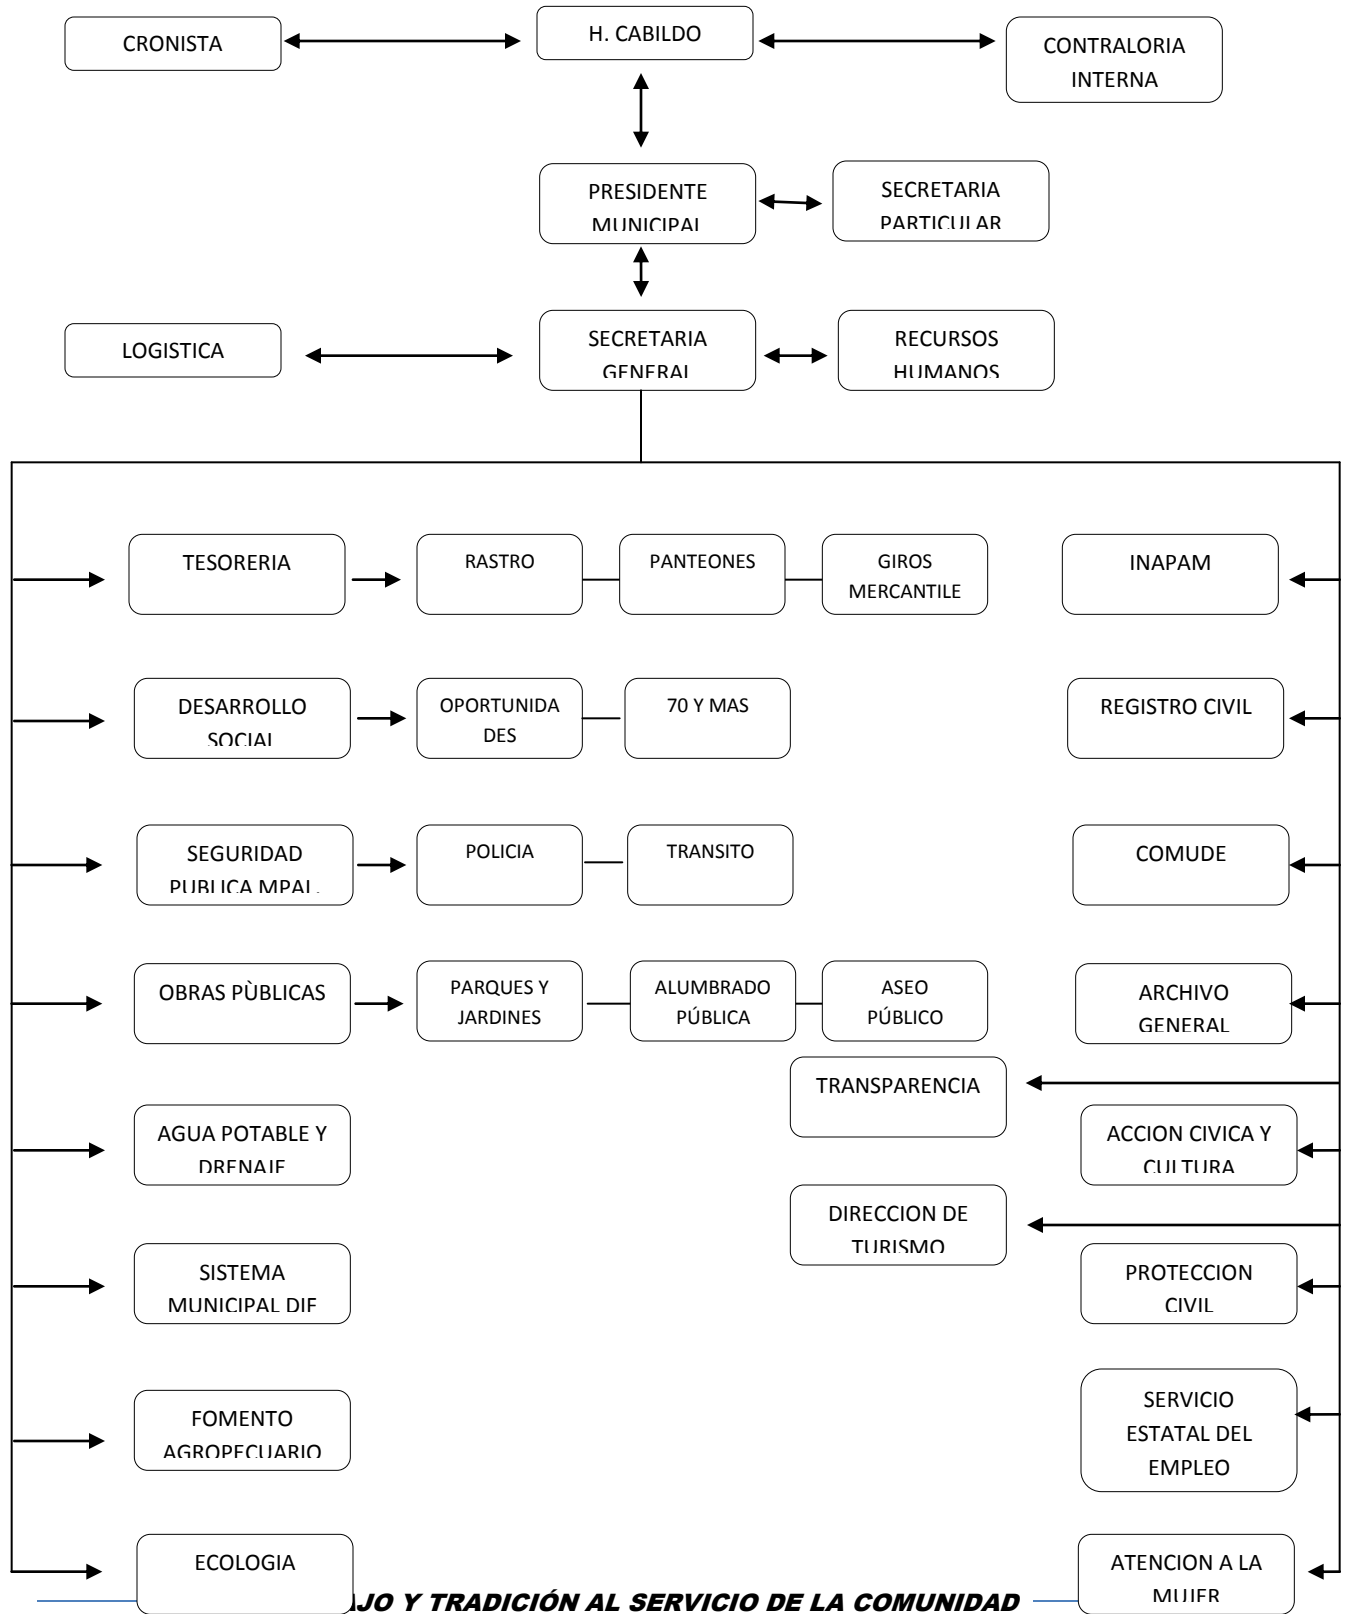 CRONISTA
H. CABILDO
CONTRALORIA
INTERNA
PRESIDENTE
MUNICIPAL
SECRETARIA
PARTICULAR
LOGISTICA
SECRETARIA
GENERAL
RECURSOS
HUMANOS
TESORERIA
RASTRO
PANTEONES
GIROS
MERCANTILE
INAPAM
DESARROLLO
SOCIAL
OPORTUNIDA
DES
70 Y MAS
REGISTRO CIVIL
SEGURIDAD
PUBLICA MPAL.
POLICIA
TRANSITO
COMUDE
OBRAS PÙBLICAS
PARQUES Y
JARDINES
ALUMBRADO
PÚBLICA
ASEO
PÚBLICO
ARCHIVO
GENERAL
TRANSPARENCIA
AGUA POTABLE Y
DRENAJE
ACCION CIVICA Y
CULTURA
DIRECCION DE
TURISMO
SISTEMA
MUNICIPAL DIF
PROTECCION
CIVIL
FOMENTO
AGROPECUARIO
SERVICIO
ESTATAL DEL
EMPLEO
ECOLOGIA
ATENCION A LA
MUJER
Y TRADICIÓN AL SERVICIO DE LA COMUNIDAD